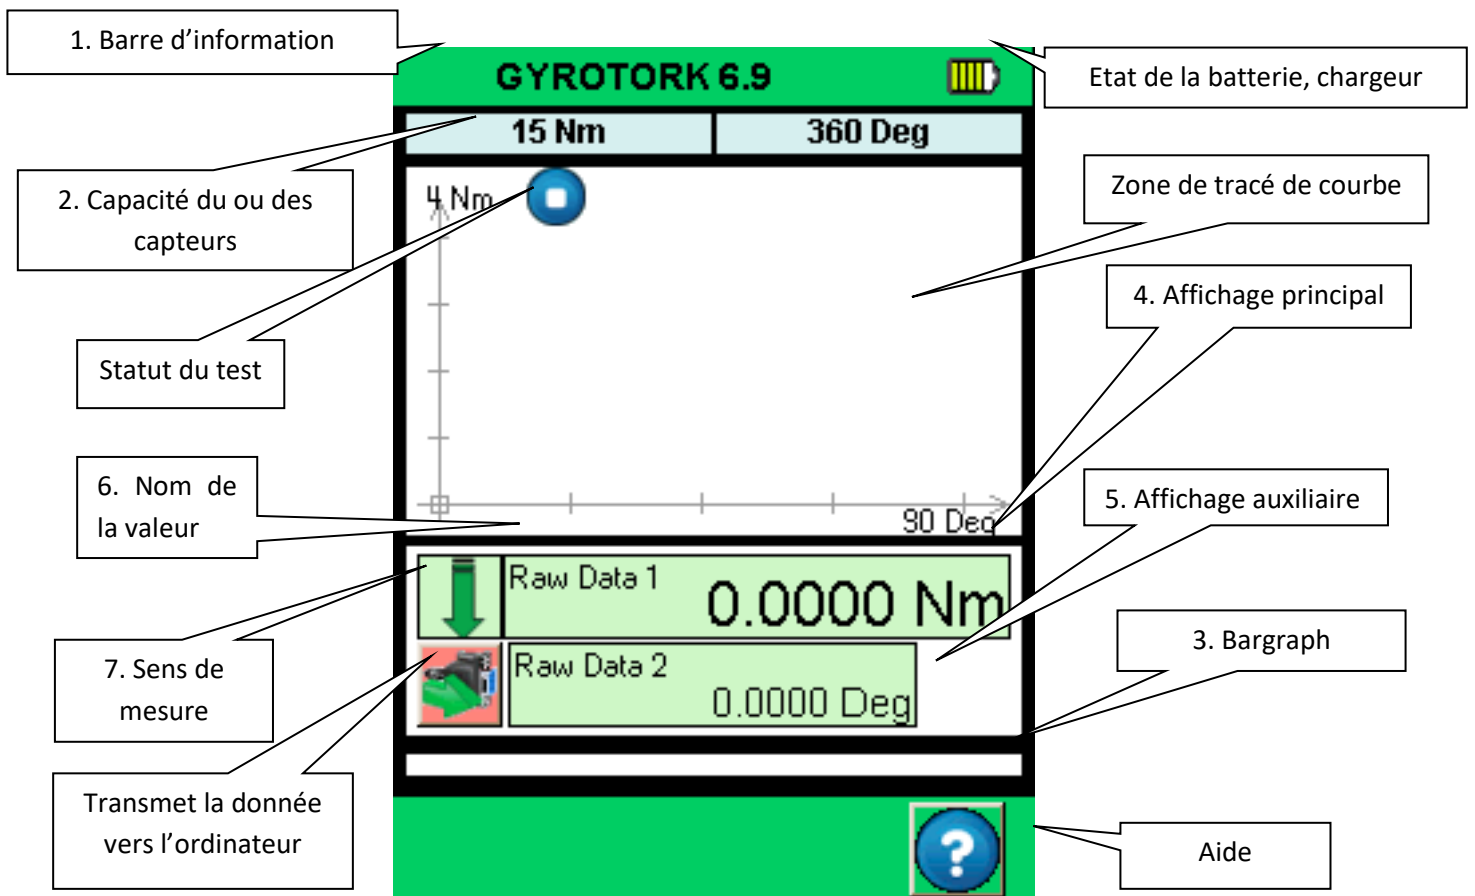 1. Barre d’information
Etat de la batterie, chargeur
GYROTORK 6.9
15 Nm
360 Deg
2. Capacité du ou des
capteurs
4 Nm
Zone de tracé de courbe
4. Affichage principal
Statut du test
6. Nom de
la valeur
5. Affichage auxiliaire
90 Deg
Raw Data 1
0.0000 Nm
7. Sens de
mesure
Raw Data 2
0.0000 Deg
3. Bargraph
Transmet la donnée
vers l’ordinateur
?
Aide